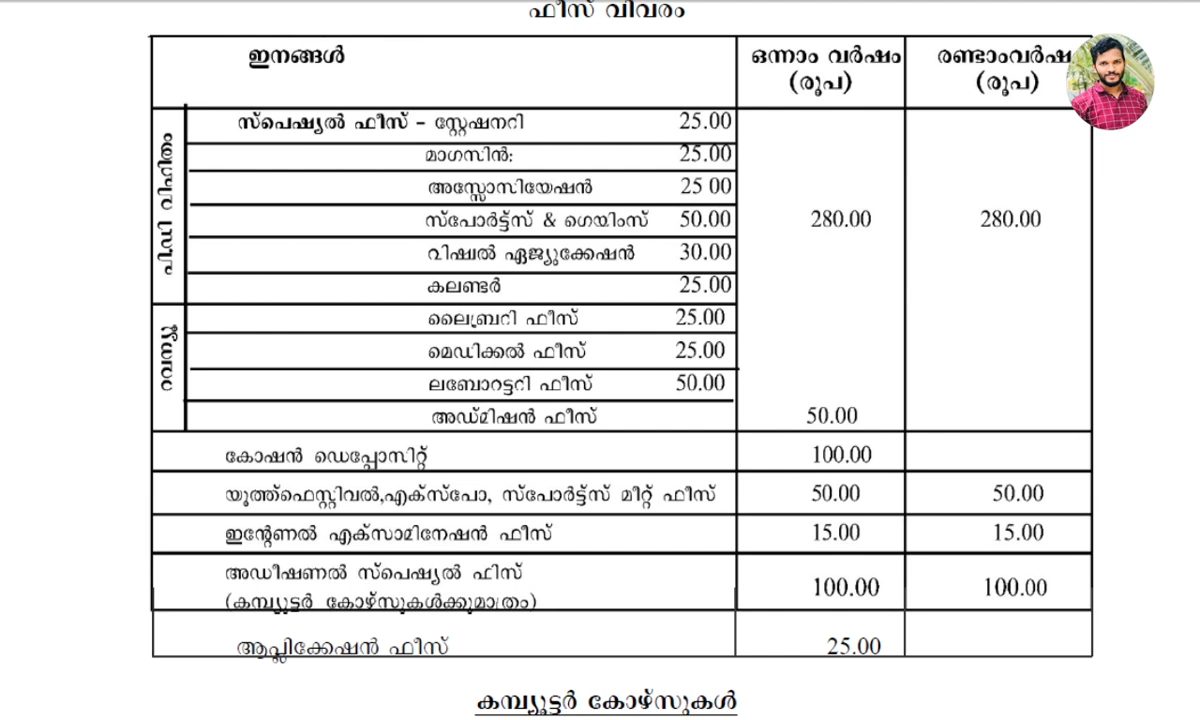 ഫീസ് വിവരം
ഇനങ്ങൾ ഒന്നാം വർഷം രണ്ടാംവർഷ
(രൂപ) (രൂപ)
പി.ഡി വിഹിതം
സ്പെഷ്യൽ ഫീസ് - സ്റ്റേഷനറി 25.00
മാഗസിൻ: 25.00
അസ്സോസിയേഷൻ 25 00
സ്പോർട്ട്സ് & ഗെയിംസ് 50.00 280.00 280.00
വിഷ്വൽ ഏജ്യുക്കേഷൻ 30.00
കലണ്ടർ 25.00
റവന്യൂ
ലൈബ്രറി ഫീസ് 25.00
മെഡിക്കൽ ഫീസ് 25.00
ലബോറട്ടറി ഫീസ് 50.00
അഡ്മിഷൻ ഫീസ് 50.00
കോഷൻ ഡെപ്പോസിറ്റ് 100.00
യൂത്ത്ഫെസ്റ്റിവൽ,എക്സ്പോ, സ്പോർട്ട്സ് മീറ്റ് ഫീസ് 50.00 50.00
ഇന്റേണൽ എക്സാമിനേഷൻ ഫീസ് 15.00 15.00
അഡീഷണൽ സ്പെഷ്യൽ ഫിസ്
(കമ്പ്യൂട്ടർ കോഴ്സുകൾക്കുമാത്രം) 100.00 100.00
ആപ്ലിക്കേഷൻ ഫീസ് 25.00
കമ്പ്യൂട്ടർ കോഴ്സുകൾ